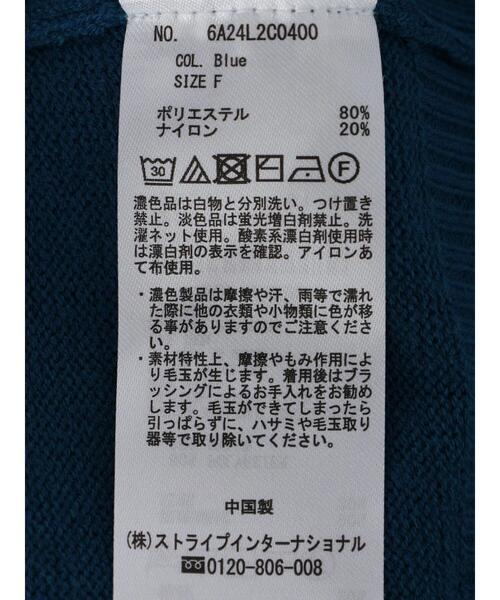 NO. 6A24L2C0400
COL. Blue
SIZE F
ポリエステル 80%
ナイロン 20%
30 F
濃色品は白物と分別洗い。つけ置き
禁止。淡色品は蛍光増白剤禁止。洗
濯ネット使用。酸素系漂白剤使用時
は漂白剤の表示を確認。アイロンあ
て布使用。
・濃色製品は摩擦や汗、雨等で濡れ
た際に他の衣類や小物類に色が移
る事がありますのでご注意くださ
い。
・素材特性上、摩擦やもみ作用によ
り毛玉が生じます。着用後はブラ
ッシングによるお手入れをお勧め
します。毛玉ができてしまったら
引っぱらずに、ハサミや毛玉取り
器等で取り除いてください。
中国製
(株)ストライプインターナショナル
0120-806-008